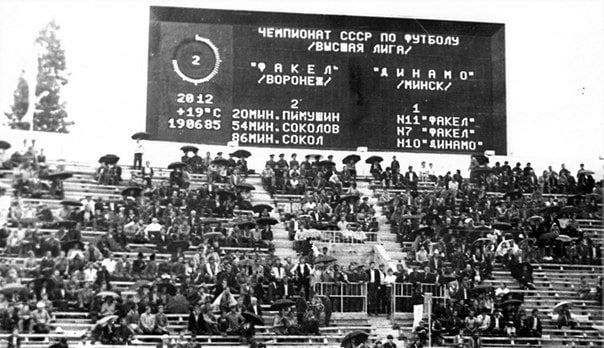 ЧЕМПИОНАТ СССР ПО ФУТБОЛУ
/ВЫСШАЯ ЛИГА/
"ФАКЕЛ" "ДИНАМО"
/ВОРОНЕЖ/ /МИНСК/
2
2012 2 1
+19°С 20МИН.ПИМУШИН N11"ФАКЕЛ"
190685 54МИН.СОКОЛОВ N7 "ФАКЕЛ"
86МИН.СОКОЛ N10 ДИНАМО"